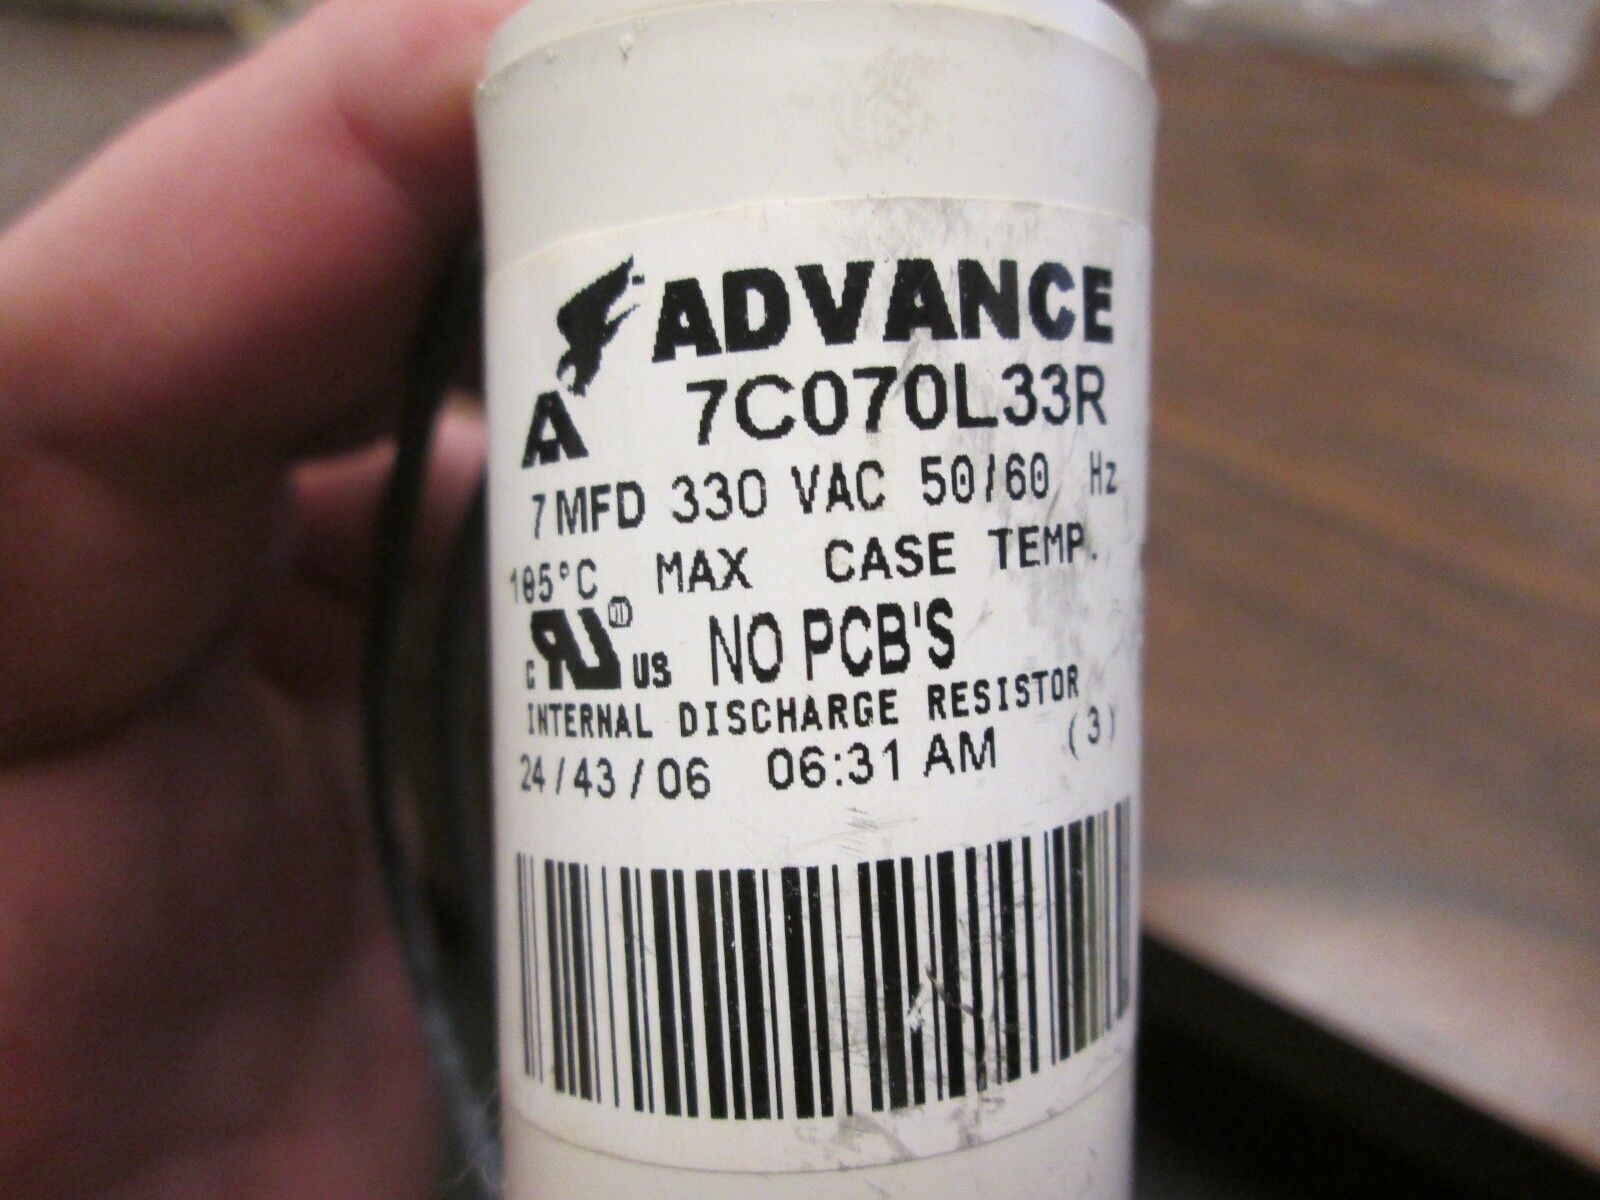 ADVANCE
7C070L33R
7 MFD 330 VAC 50/60 Hz
105°C MAX CASE TEMP.
C UR ® US NO PCB'S
INTERNAL DISCHARGE RESISTOR
24/43/06 06:31 AM (3)